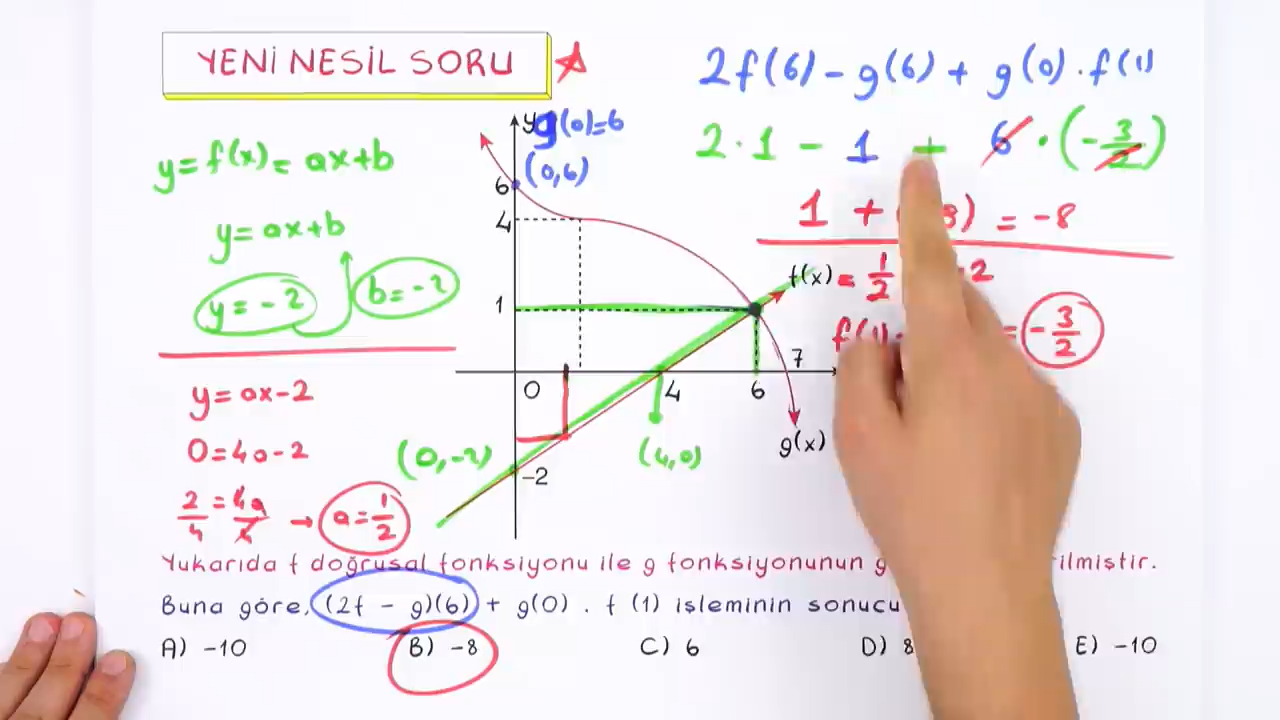 YENİ NESİL SORU
2f(6) - g(6) + g(0) . f(1)
g(0)=6
(0,6)
y = f(x) = ax+b
2 . 1 - 1 + 6 . (-3/2)
1 + 8) = -8
y = ax+b
y = -2
b = -2
y
6
4
1
0
4
6
7
-2
f(x) = 1/2 2
f(1) = -3/2
g(x)
y = ax-2
0 = 4a-2
2/4 = 4a/4 → a = 1/2
(0,-2)
(4,0)
Yukarıda f doğrusal fonksiyonu ile g fonksiyonunun g rilmiştir.
Buna göre, (2f - g)(6) + g(0) . f (1) işleminin sonucu
A) -10
B) -8
C) 6
D) 8
E) -10